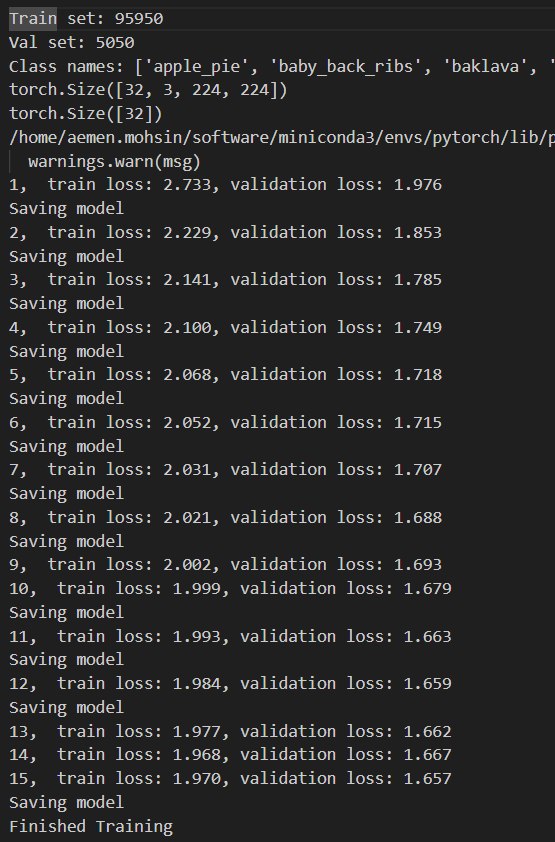 Train set: 95950
Val set: 5050
Class names: ['apple_pie', 'baby_back_ribs', 'baklava', '
torch.Size([32, 3, 224, 224])
torch.Size([32])
/home/aemen.mohsin/software/miniconda3/envs/pytorch/lib/p
warnings.warn(msg)
1,  train loss: 2.733, validation loss: 1.976
Saving model
2,  train loss: 2.229, validation loss: 1.853
Saving model
3,  train loss: 2.141, validation loss: 1.785
Saving model
4,  train loss: 2.100, validation loss: 1.749
Saving model
5,  train loss: 2.068, validation loss: 1.718
Saving model
6,  train loss: 2.052, validation loss: 1.715
Saving model
7,  train loss: 2.031, validation loss: 1.707
Saving model
8,  train loss: 2.021, validation loss: 1.688
Saving model
9,  train loss: 2.002, validation loss: 1.693
10,  train loss: 1.999, validation loss: 1.679
Saving model
11,  train loss: 1.993, validation loss: 1.663
Saving model
12,  train loss: 1.984, validation loss: 1.659
Saving model
13,  train loss: 1.977, validation loss: 1.662
14,  train loss: 1.968, validation loss: 1.667
15,  train loss: 1.970, validation loss: 1.657
Saving model
Finished Training